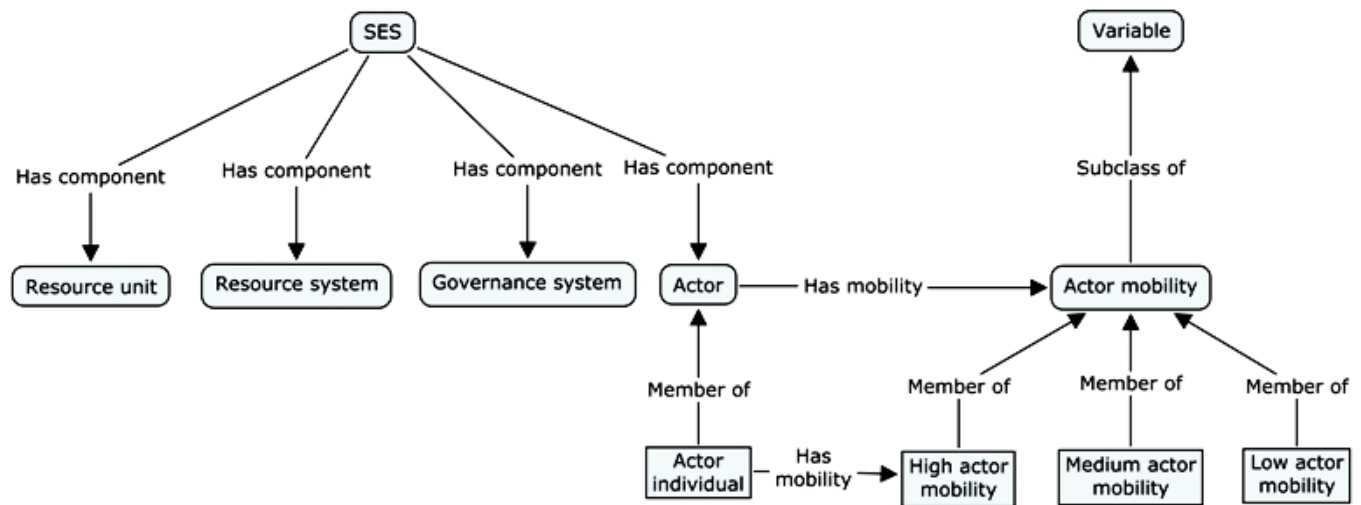 SES
Variable
Has component
Has component
Has component
Has component
Subclass of
Resource unit
Resource system
Governance system
Actor
Has mobility
Actor mobility
Member of
Member of
Member of
Member of
Actor
individual
Has
mobility
High actor
mobility
Medium actor
mobility
Low actor
mobility